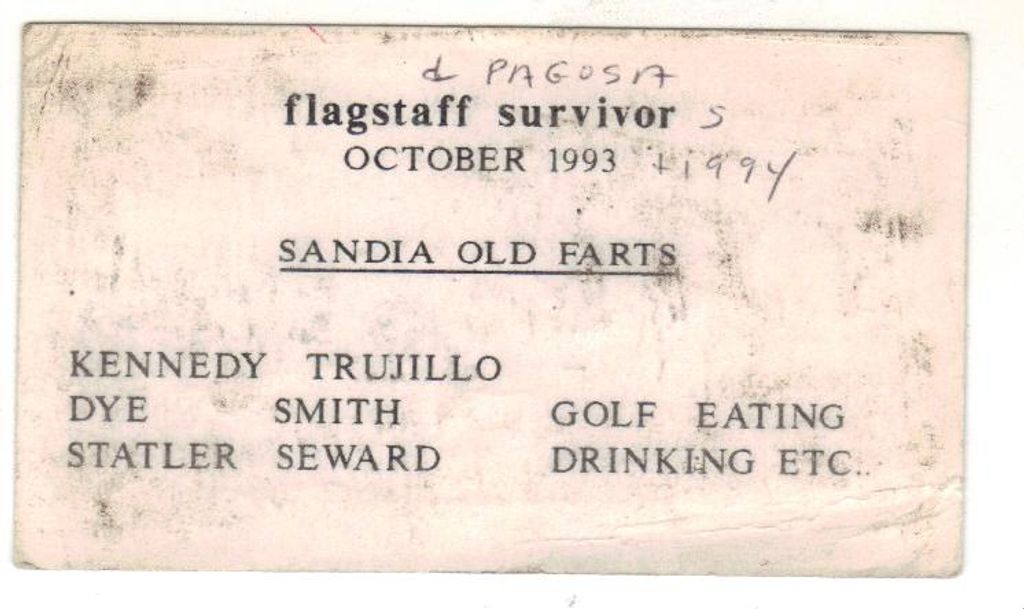 & PAGOSA
flagstaff survivor s
OCTOBER 1993 + 1994
SANDIA OLD FARTS
KENNEDY TRUJILLO
DYE SMITH GOLF EATING
STATLER SEWARD DRINKING ETC..